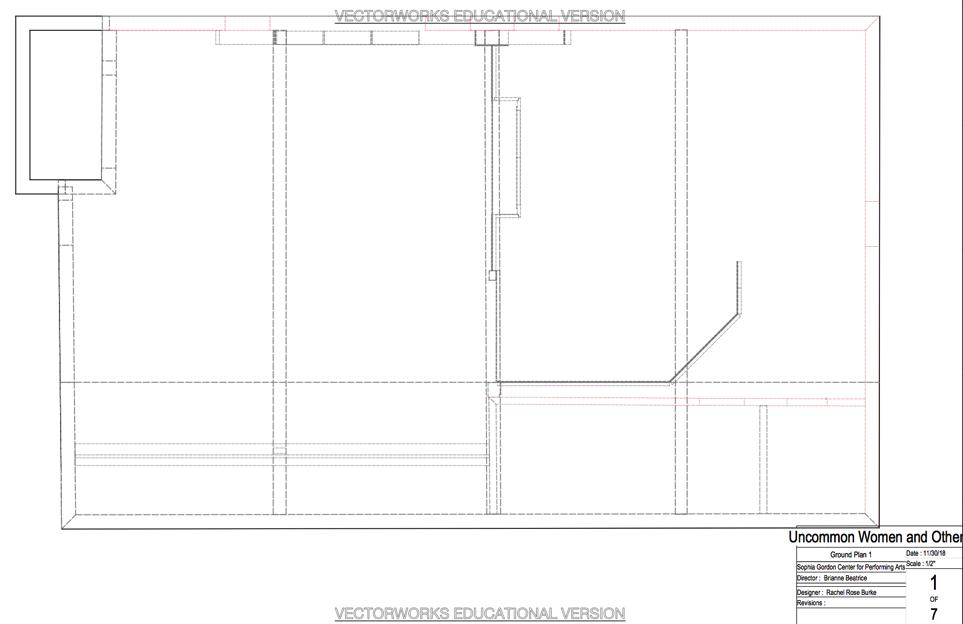 VECTORWORKS EDUCATIONAL VERSION
Uncommon Women and Other
Ground Plan 1
Date : 11/30/18
Sophia Gordon Center for Performing Arts
Scale : 1/2"
Director : Brianne Beatrice
1
OF
7
Designer : Rachel Rose Burke
Revisions :
VECTORWORKS EDUCATIONAL VERSION